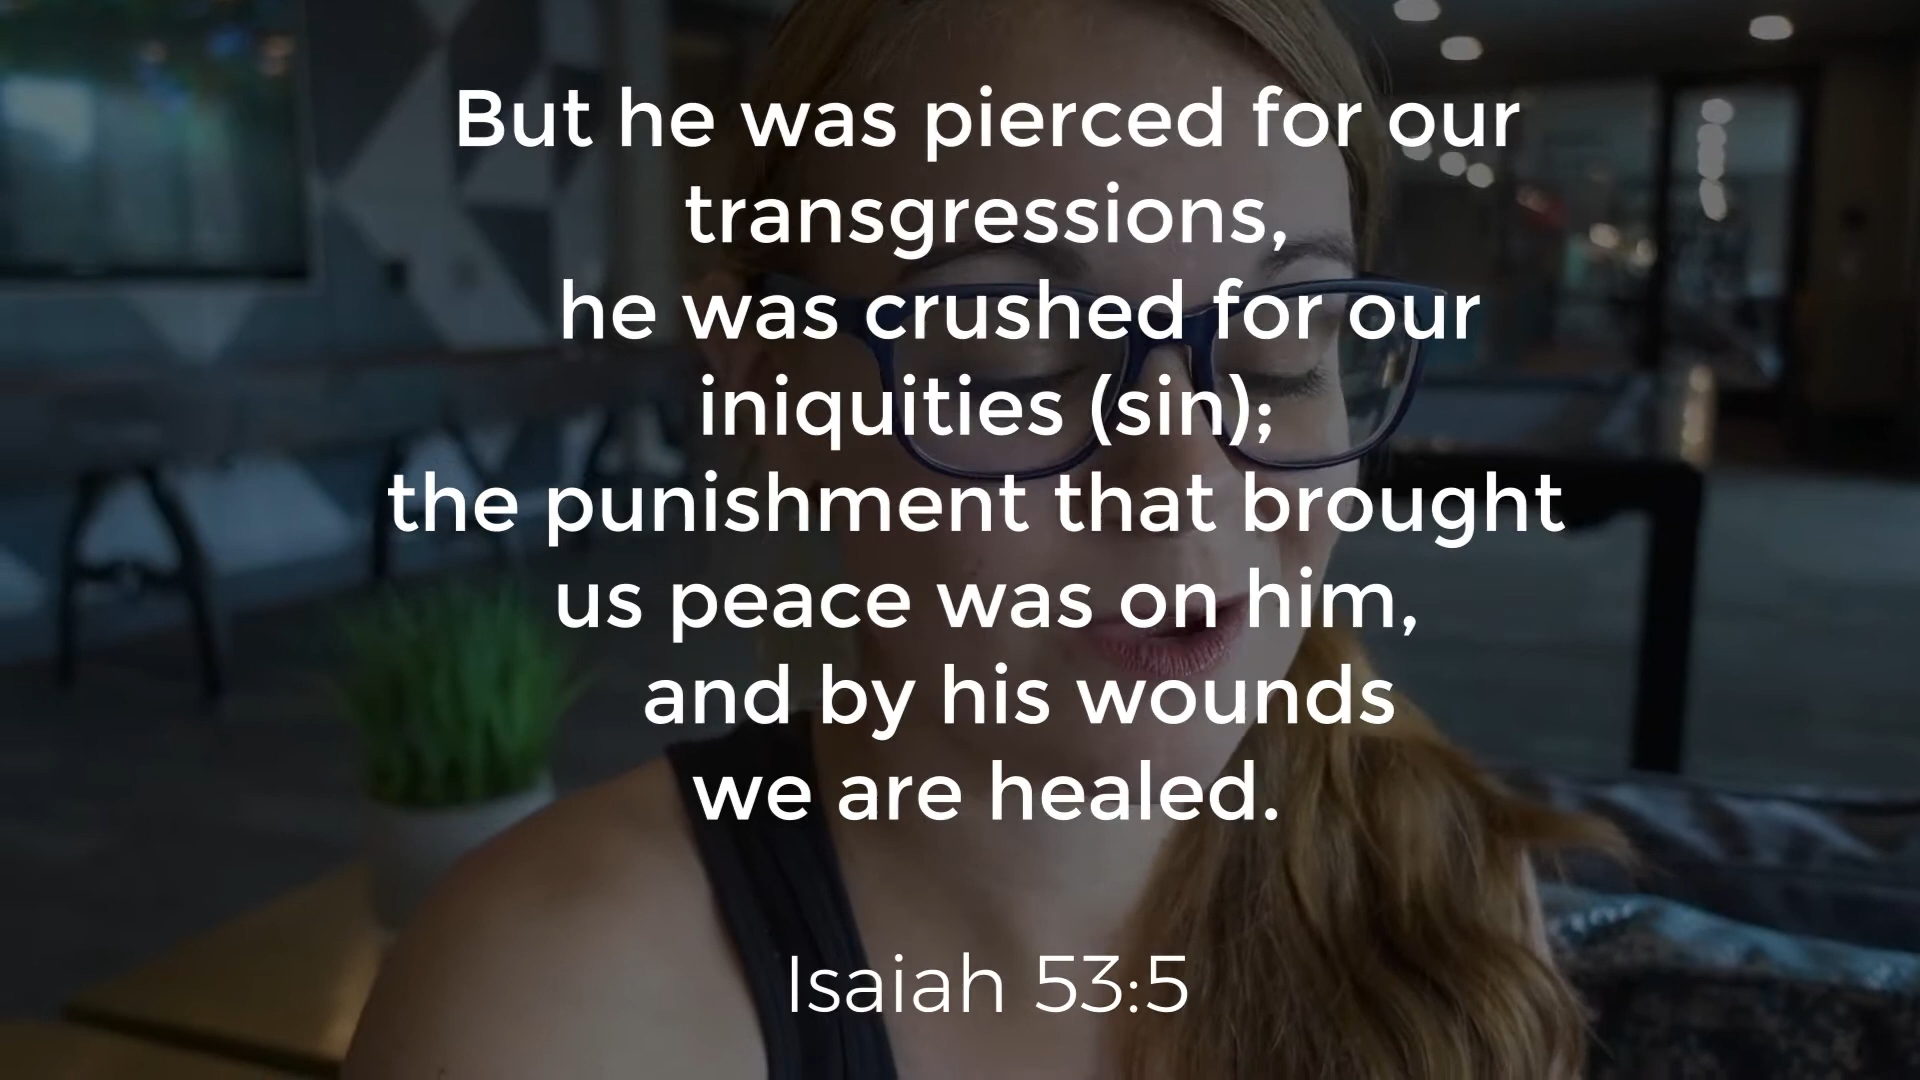 But he was pierced for our
transgressions,
he was crushed for our
iniquities (sin);
the punishment that brought
us peace was on him,
and by his wounds
we are healed.
Isaiah 53:5